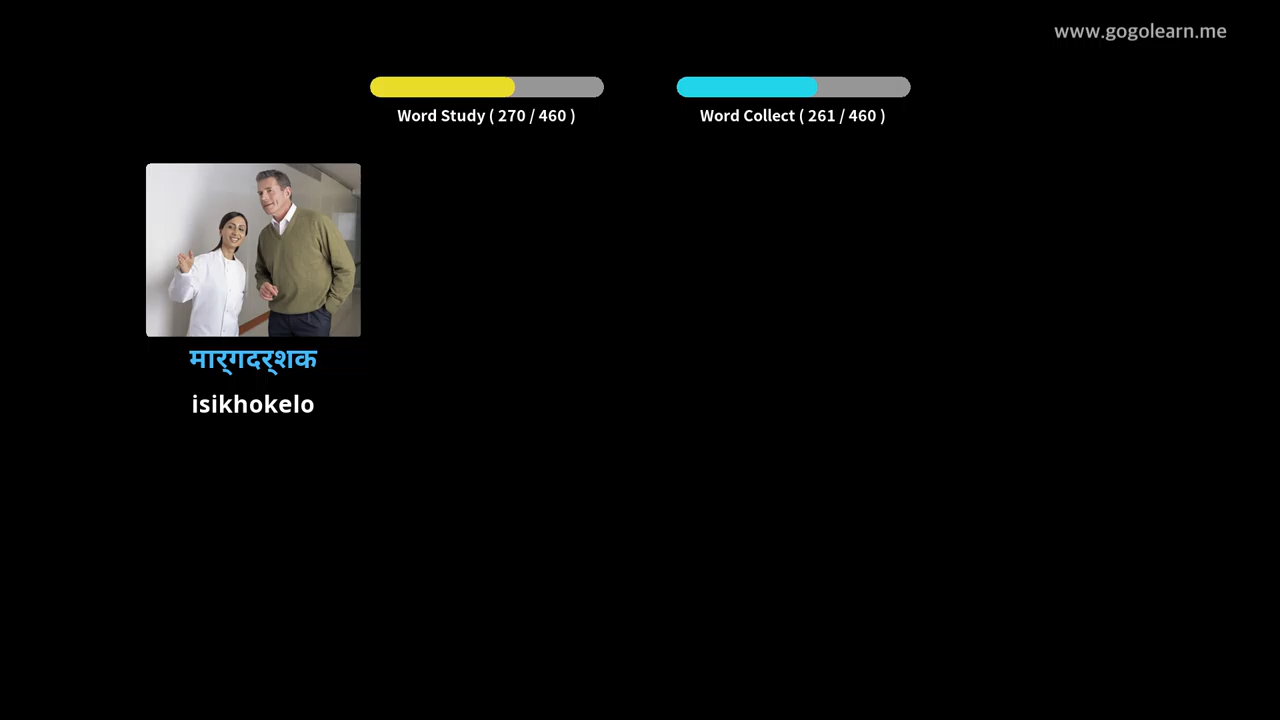 www.gogolearn.me
Word Study ( 270 / 460 )
Word Collect ( 261 / 460 )
मार्गदर्शक
isikhokelo